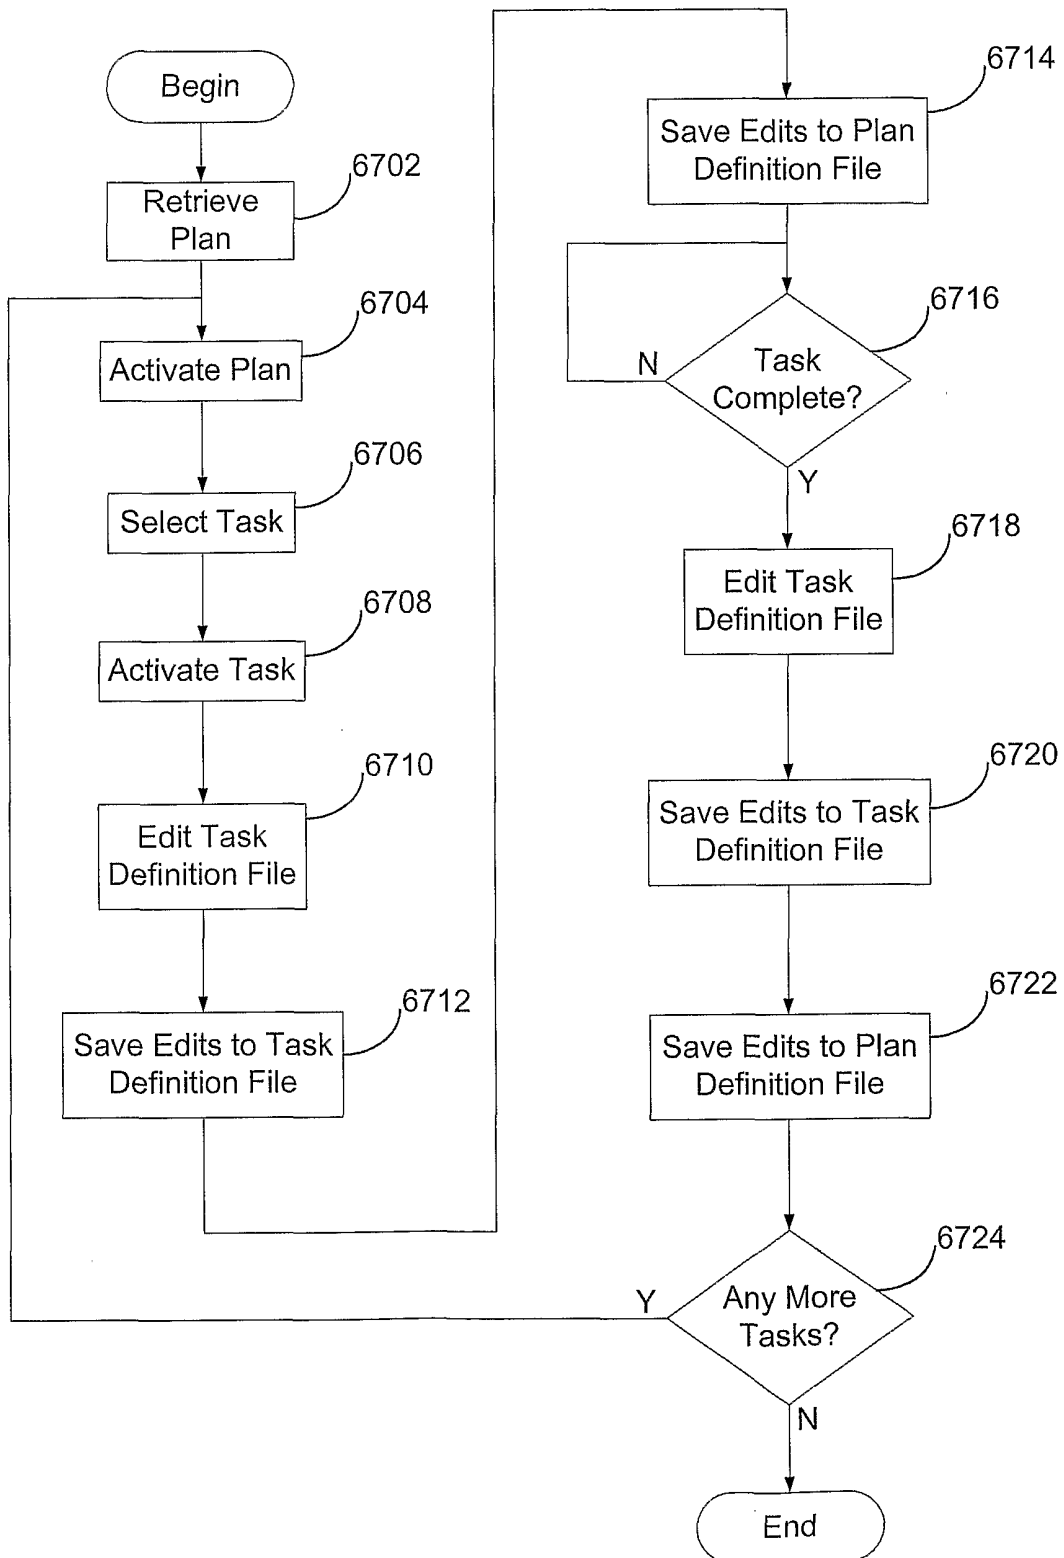 Begin
6702
Retrieve
Plan
6704
Activate Plan
6706
Select Task
6708
Activate Task
6710
Edit Task
Definition File
6712
Save Edits to Task
Definition File
6714
Save Edits to Plan
Definition File
6716
Task
Complete?
N
Y
6718
Edit Task
Definition File
6720
Save Edits to Task
Definition File
6722
Save Edits to Plan
Definition File
6724
Any More
Tasks?
Y
N
End